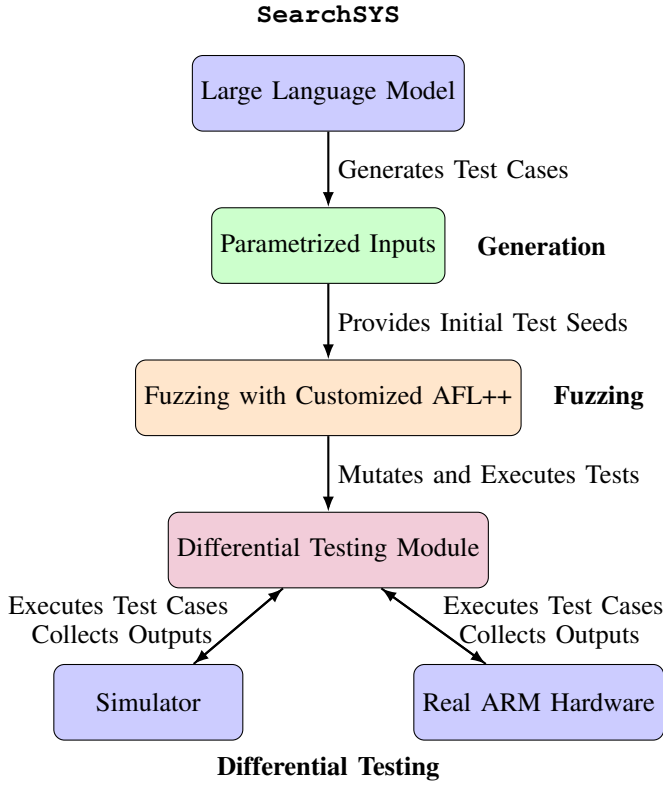 SearchSYS
Large Language Model
Generates Test Cases
Parametrized Inputs
Generation
Provides Initial Test Seeds
Fuzzing with Customized AFL++
Fuzzing
Mutates and Executes Tests
Differential Testing Module
Executes Test Cases
Collects Outputs
Executes Test Cases
Collects Outputs
Simulator
Real ARM Hardware
Differential Testing